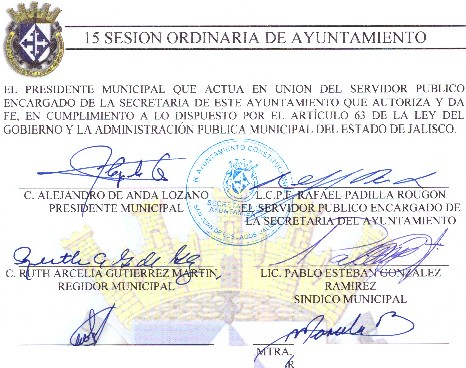 15 SESION ORDINARIA DE AYUNTAMIENTO
EL PRESIDENTE MUNICIPAL QUE ACTUA EN UNION DEL SERVIDOR PUBLICO
ENCARGADO DE LA SECRETARIA DE ESTE AYUNTAMIENTO QUE AUTORIZA Y DA
FE, EN CUMPLIMIENTO A LO DISPUESTO POR EL ARTÍCULO 63 DE LA LEY DEL
GOBIERNO Y LA ADMINISTRACIÓN PUBLICA MUNICIPAL DEL ESTADO DE JALISCO.
C. ALEJANDRO DE ANDA LOZANO
PRESIDENTE MUNICIPAL
L.C.P.E. RAFAEL PADILLA ROUGON
EL SERVIDOR PUBLICO ENCARGADO DE
LA SECRETARIA DEL AYUNTAMIENTO
C. RUTH ARCELIA GUTIERREZ MARTIN,
REGIDOR MUNICIPAL
LIC. PABLO ESTEBAN GONZALEZ
RAMIREZ
SINDICO MUNICIPAL
MTRA.